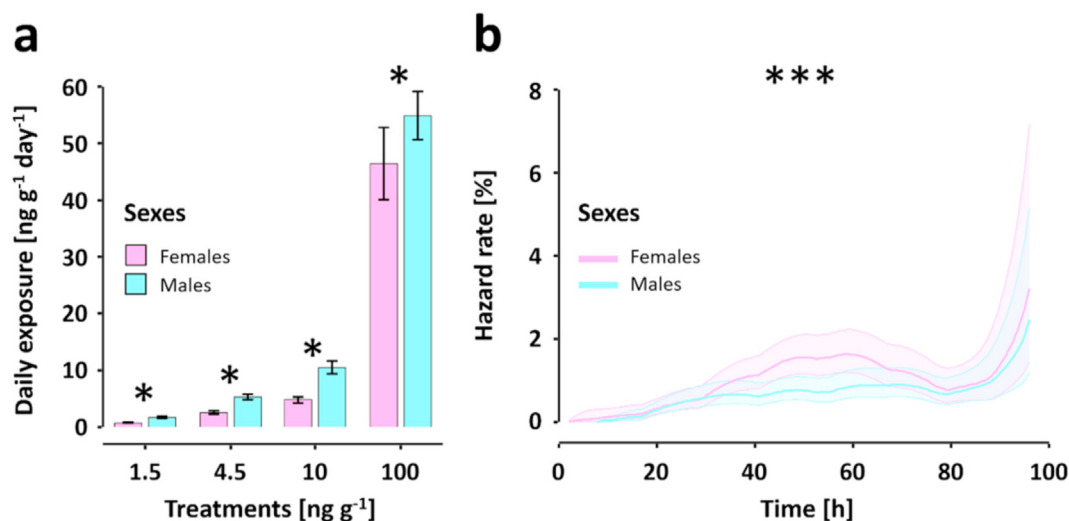 a
Daily exposure [ng g⁻¹ day⁻¹]
60
50
40
30
20
10
0
Sexes
Females
Males
*
*
*
*
1.5 4.5 10 100
Treatments [ng g⁻¹]
b
Hazard rate [%]
8
6
4
2
0
***
Sexes
Females
Males
0 20 40 60 80 100
Time [h]